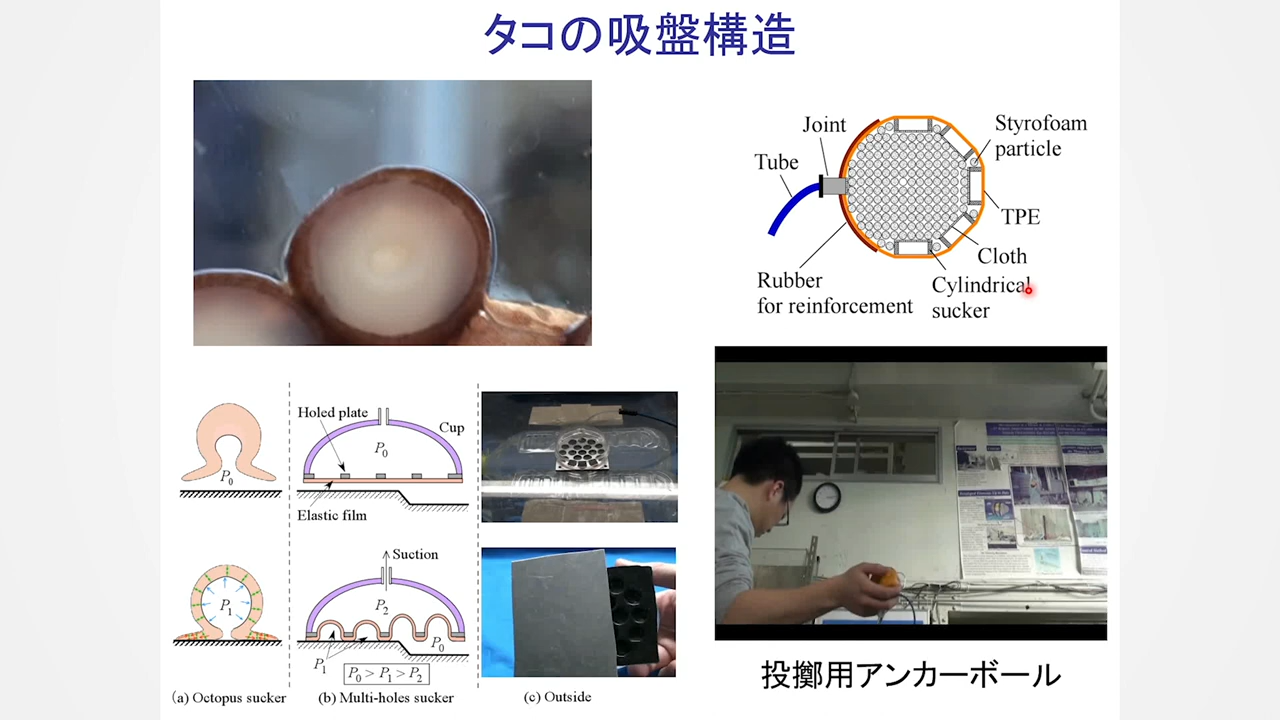 タコの吸盤構造
Joint
Tube
Styrofoam
particle
TPE
Cloth
Cylindrical
sucker
Rubber
for reinforcement
Holed plate
Cup
P0
P0
Elastic film
Suction
P1
P2
P1
P0
P0 > P1 > P2
(a) Octopus sucker
(b) Multi-holes sucker
(c) Outside
投擲用アンカーボール